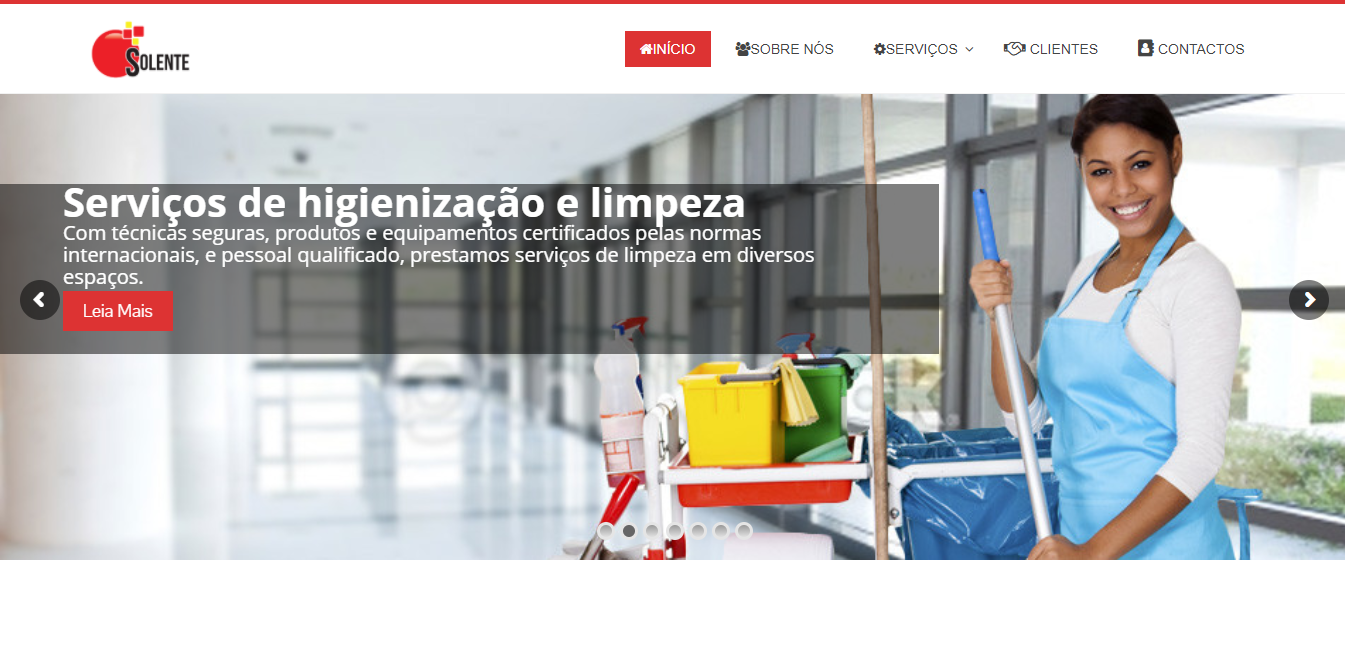 SOLENTE
INÍCIO
SOBRE NÓS
SERVIÇOS
CLIENTES
CONTACTOS
Serviços de higienização e limpeza
Com técnicas seguras, produtos e equipamentos certificados pelas normas
internacionais, e pessoal qualificado, prestamos serviços de limpeza em diversos
espaços.
Leia Mais